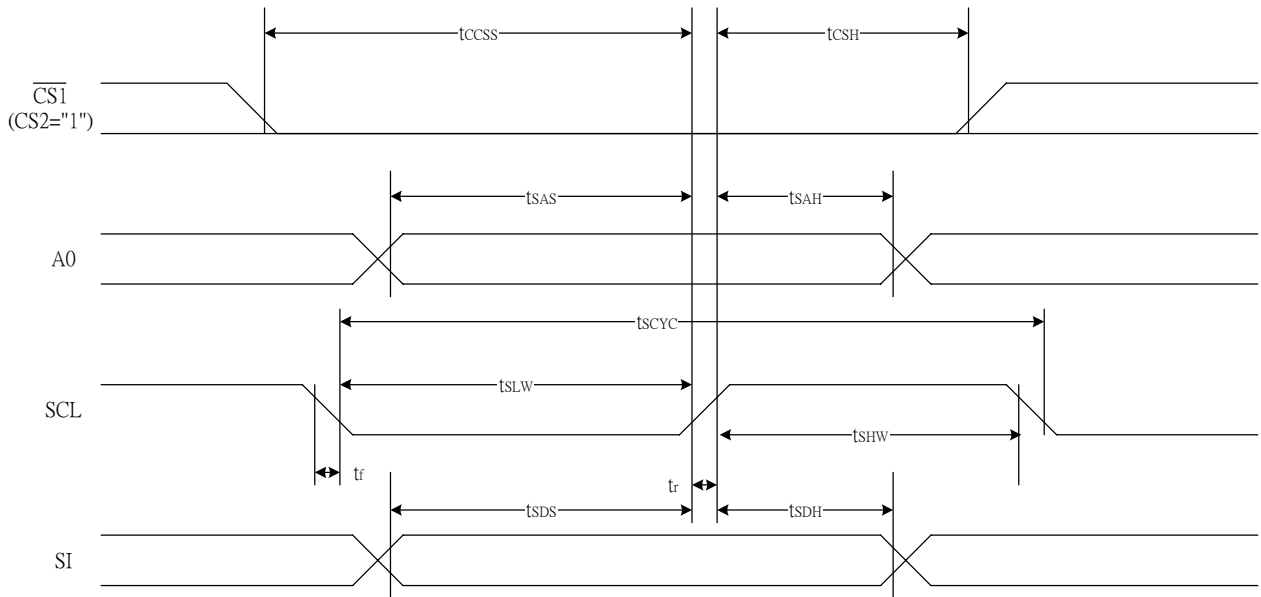 tCCSS
tCSH
CS1
(CS2="1")
tSAS
tSAH
A0
tSCYC
tSLW
SCL
tSHW
tf
tr
tSDS
tSDH
SI